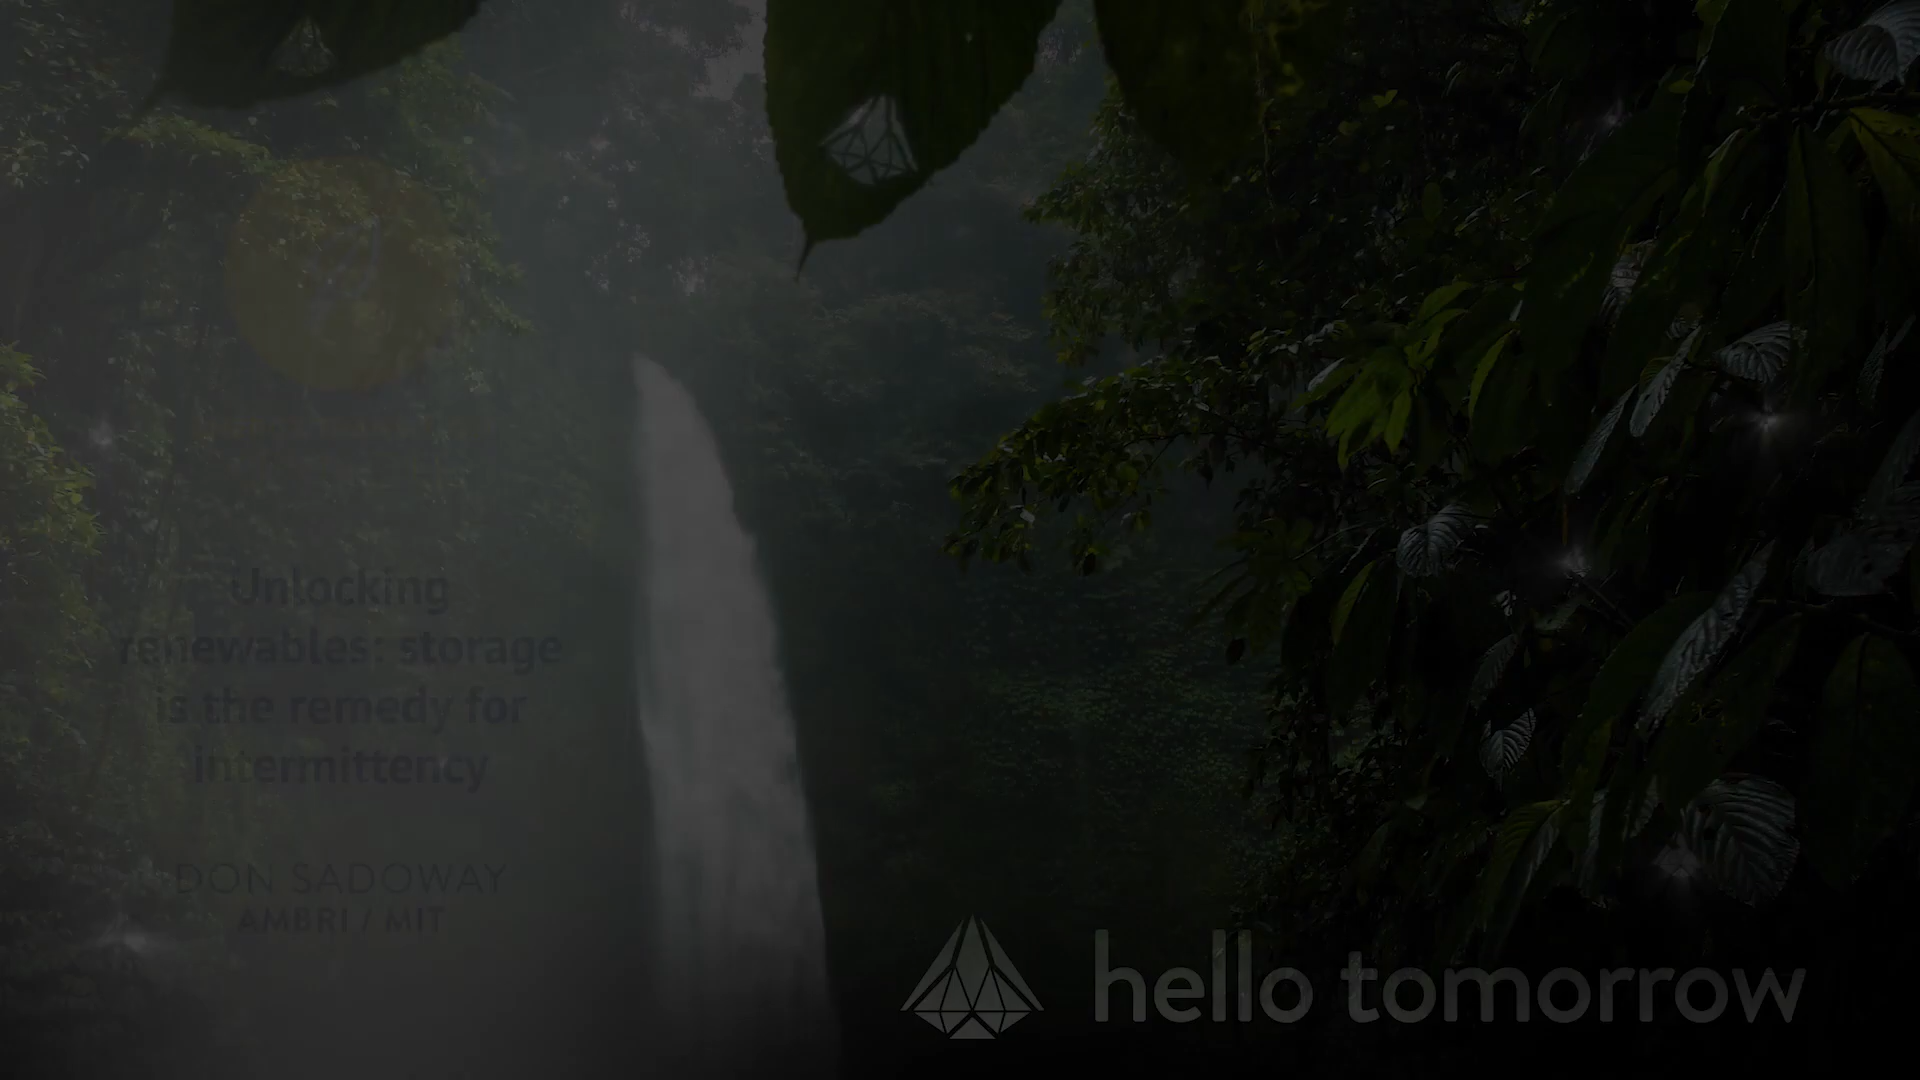 Unlocking
renewables: storage
is the remedy for
intermittency
DON SADOWAY
AMBRI / MIT
hello tomorrow